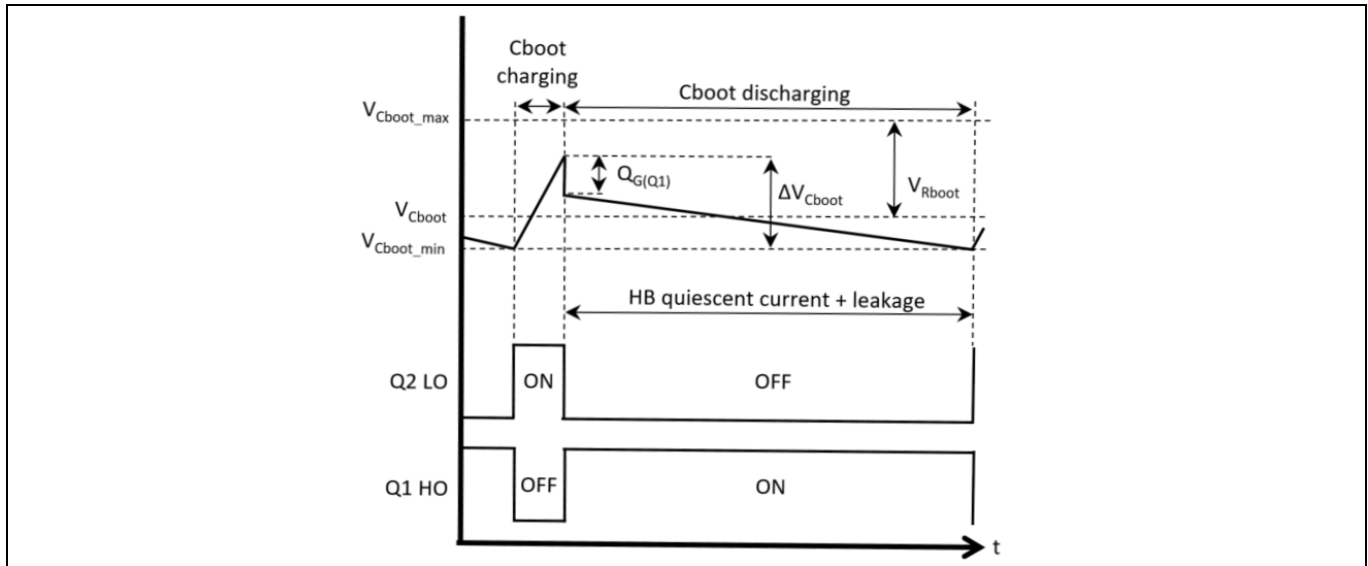 Cboot
charging
Cboot discharging
VCboot_max
QG(Q1)
ΔVCboot
VRboot
VCboot
VCboot_min
HB quiescent current + leakage
Q2 LO
ON
OFF
Q1 HO
OFF
ON
t